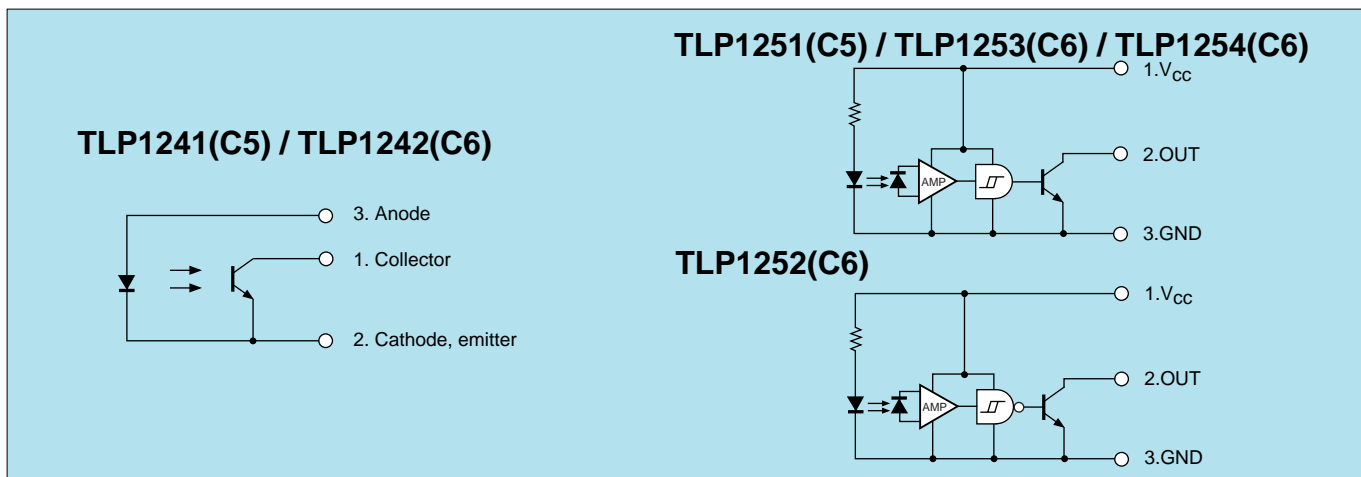 TLP1241(C5) / TLP1242(C6)
3. Anode
1. Collector
2. Cathode, emitter
TLP1251(C5) / TLP1253(C6) / TLP1254(C6)
1.VCC
AMP
2.OUT
3.GND
TLP1252(C6)
1.VCC
AMP
2.OUT
3.GND